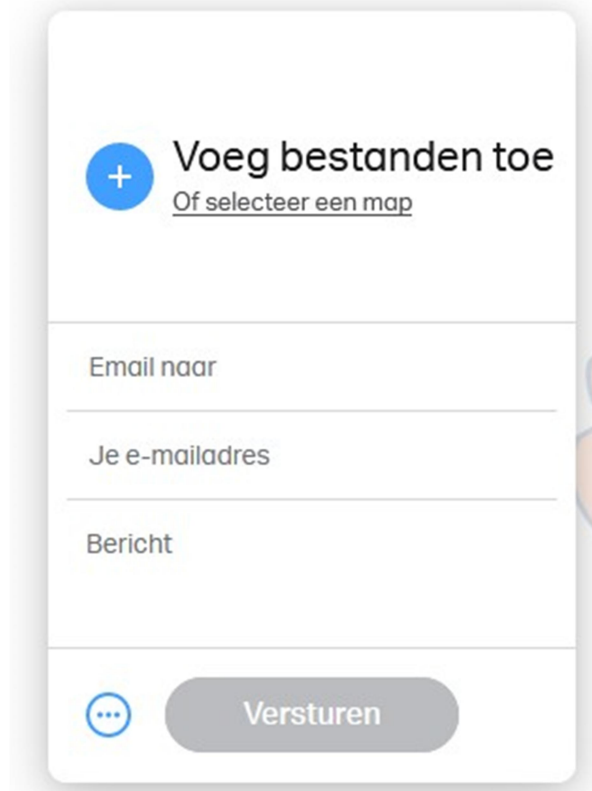 Voeg bestanden toe
Of selecteer een map
Email naar
Je e-mailadres
Bericht
Versturen